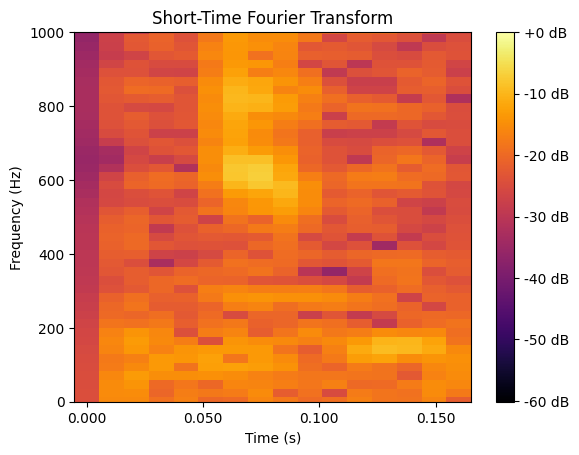 Short-Time Fourier Transform
1000
800
600
400
200
0
Frequency (Hz)
0.000
0.050
0.100
0.150
Time (s)
+0 dB
-10 dB
-20 dB
-30 dB
-40 dB
-50 dB
-60 dB